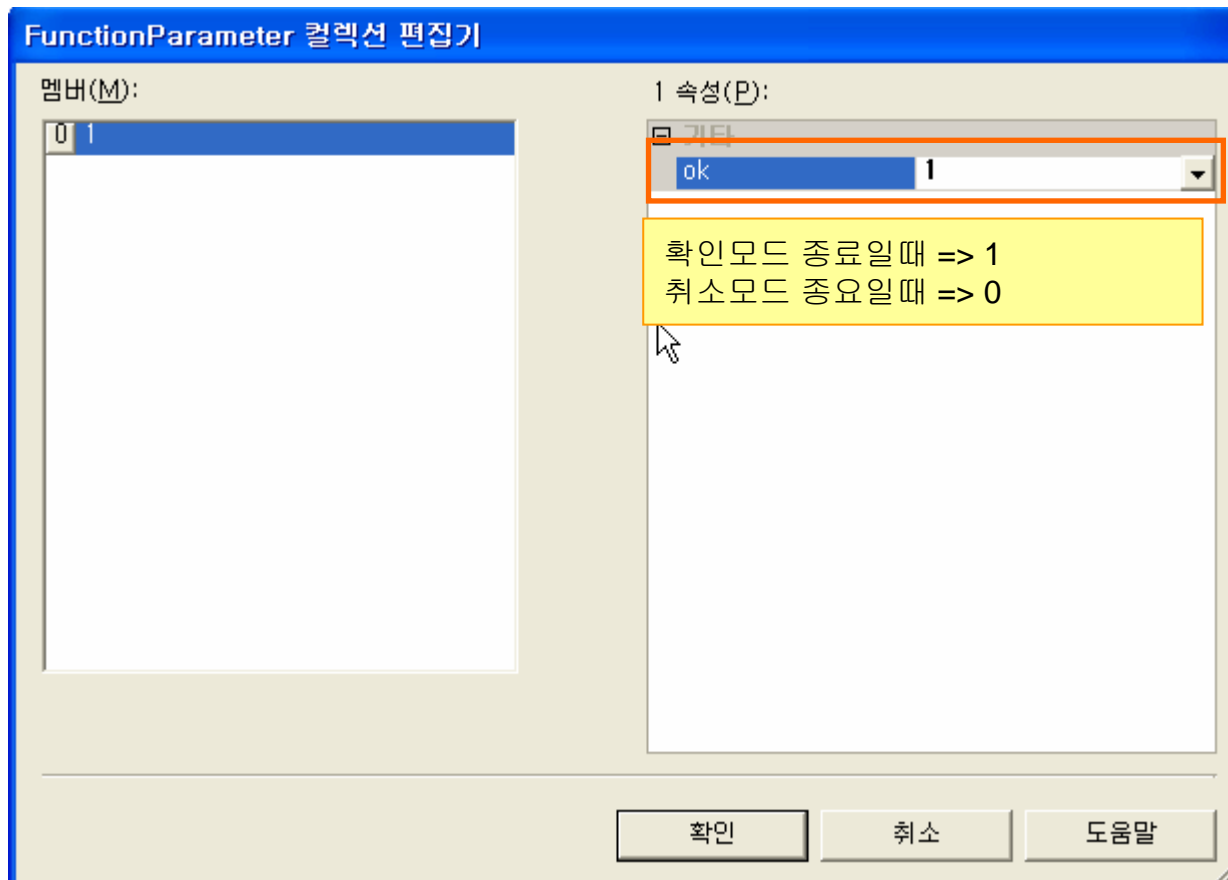 FunctionParameter 컬렉션 편집기
멤버(M):
0 1
1 속성(P):
기타
ok 1
확인모드 종료일때 => 1
취소모드 종요일때 => 0
확인 취소 도움말